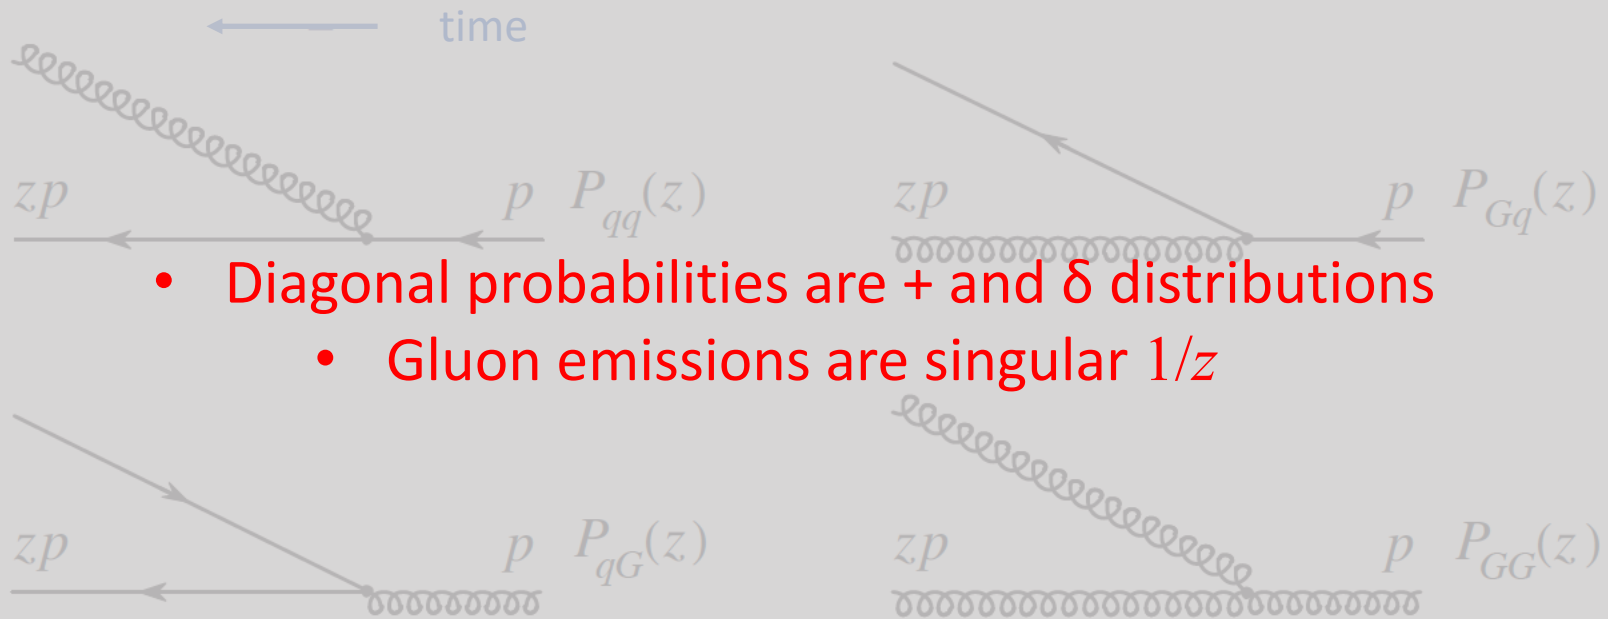 time
zp p P_qq(z) zp p P_Gq(z)
• Diagonal probabilities are + and δ distributions
• Gluon emissions are singular 1/z
zp p P_qG(z) zp p P_GG(z)